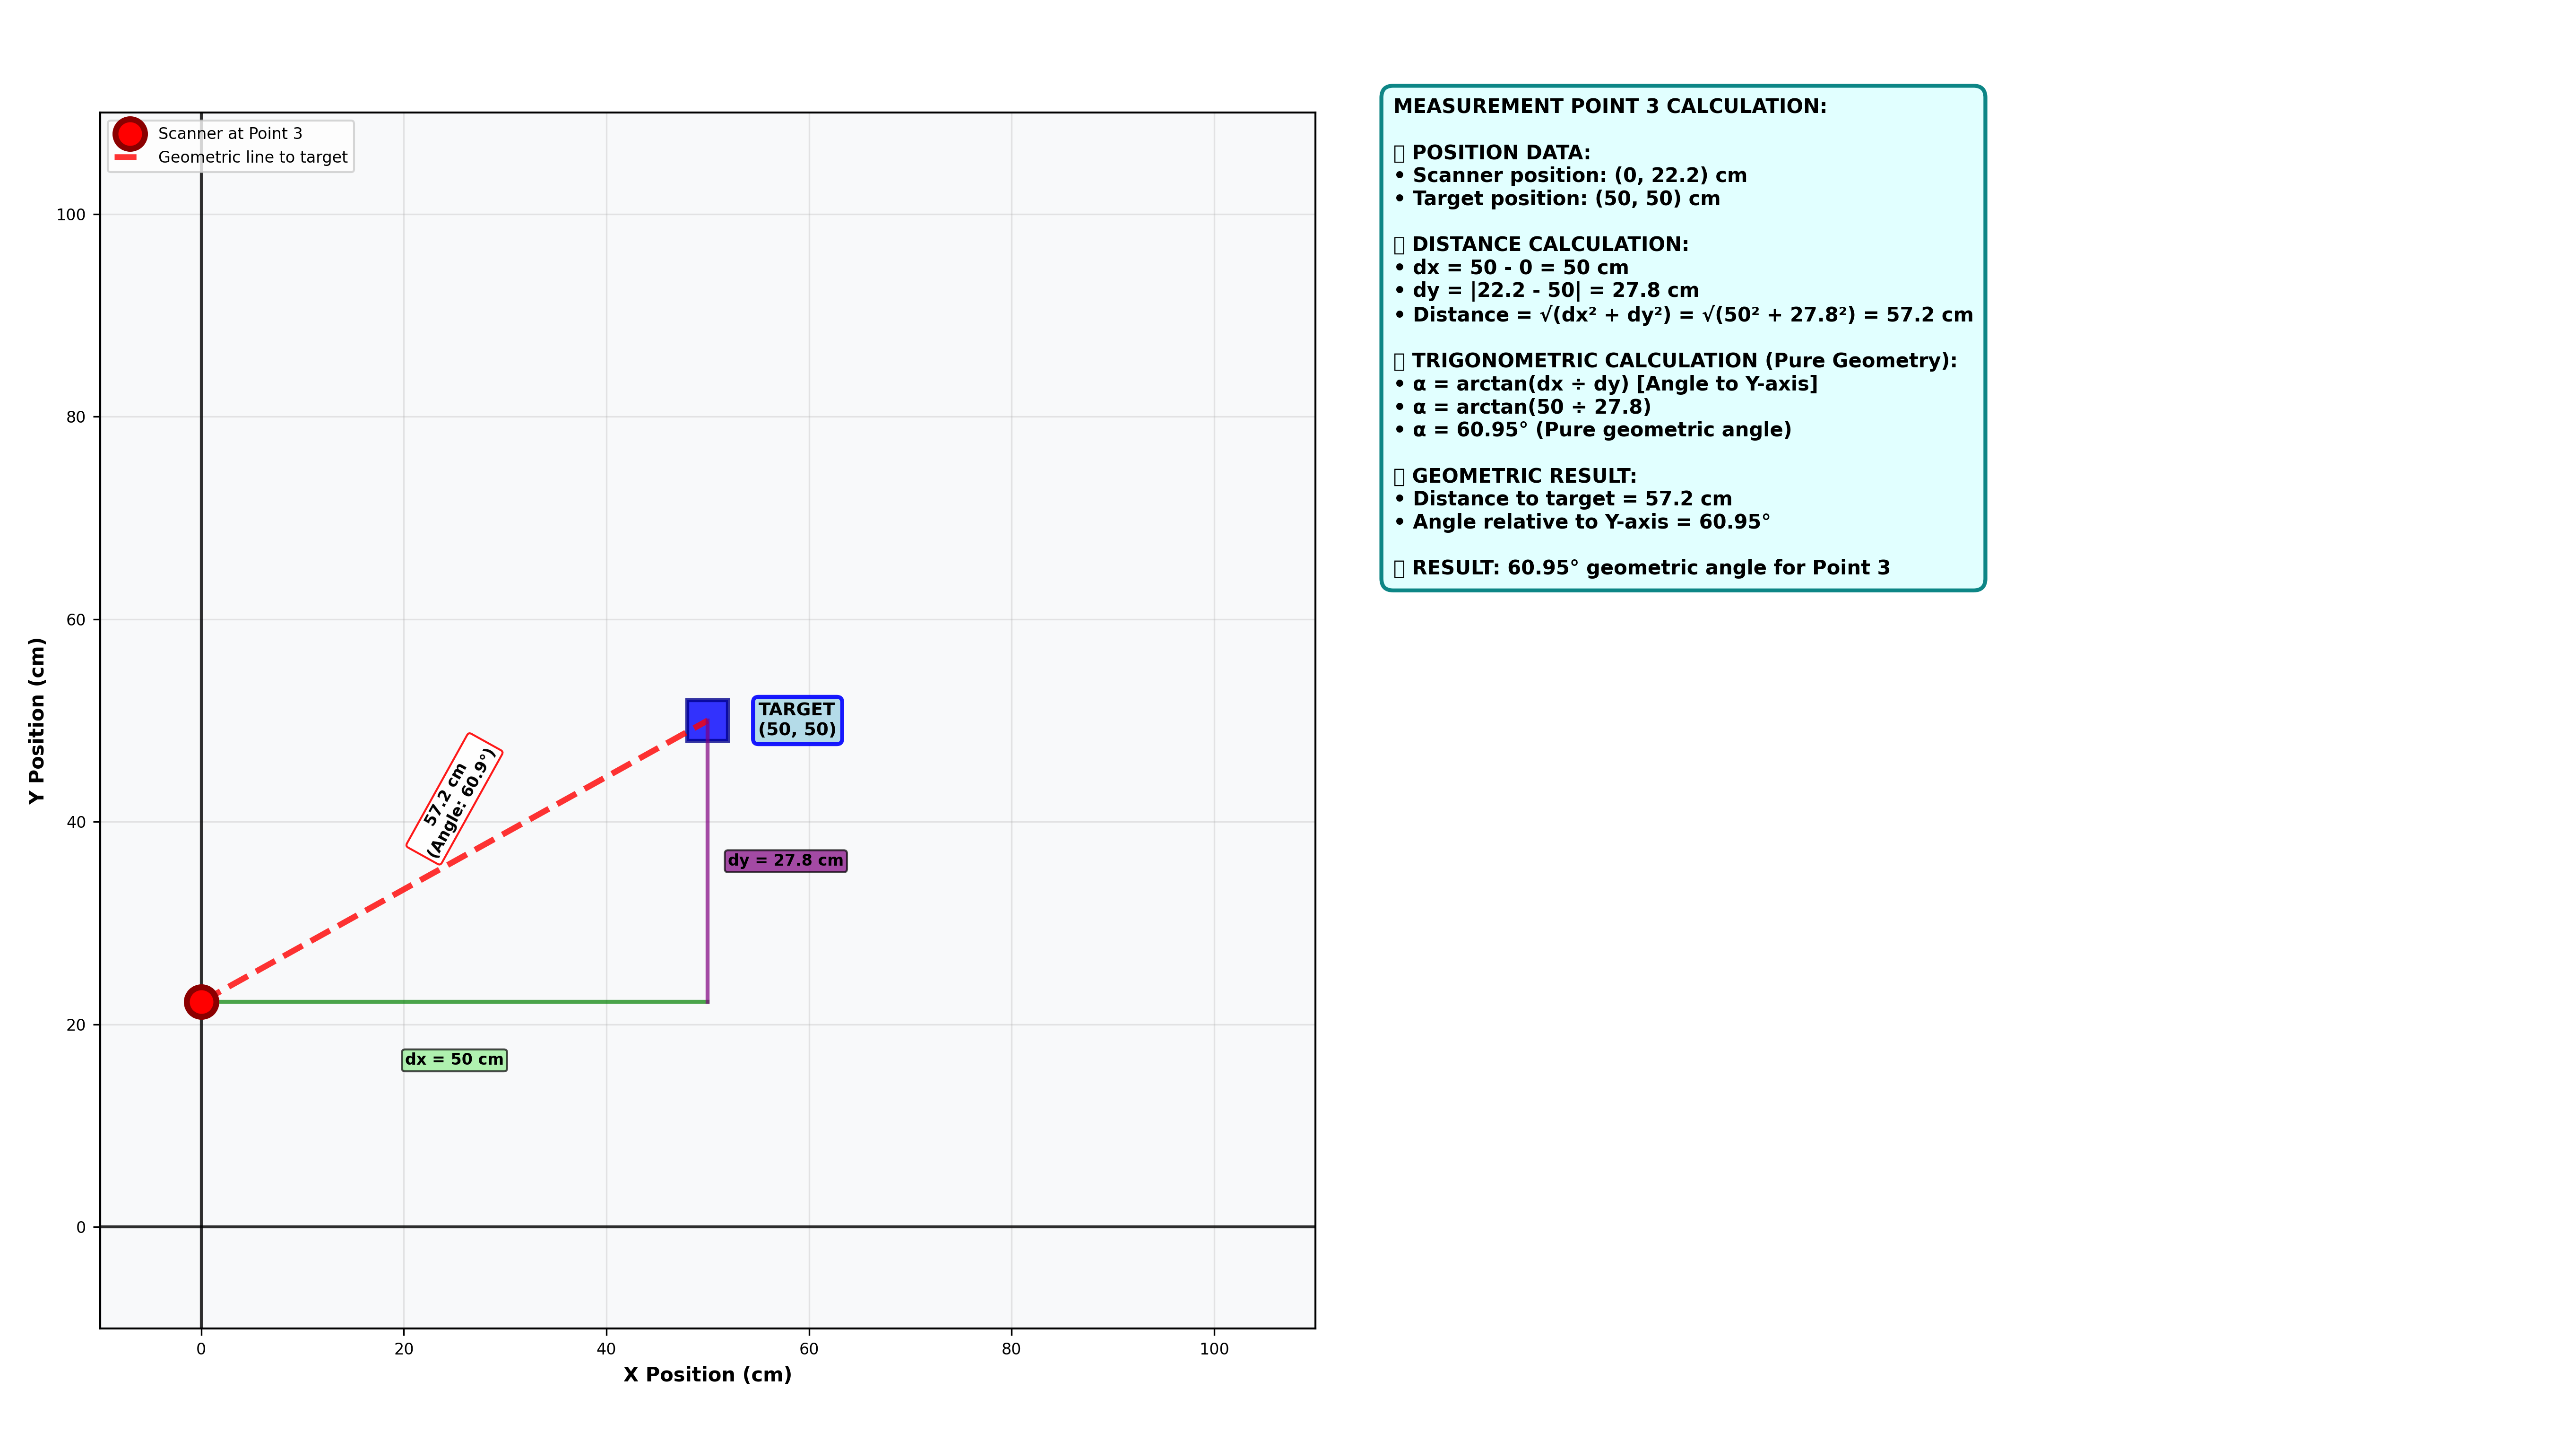 Scanner at Point 3
Geometric line to target
100
80
60
40
20
0
Y Position (cm)
0
20
40
60
80
100
X Position (cm)
TARGET
(50, 50)
57.2 cm
(Angle: 60.9°)
dy = 27.8 cm
dx = 50 cm
MEASUREMENT POINT 3 CALCULATION:
POSITION DATA:
• Scanner position: (0, 22.2) cm
• Target position: (50, 50) cm
DISTANCE CALCULATION:
• dx = 50 - 0 = 50 cm
• dy = |22.2 - 50| = 27.8 cm
• Distance = √(dx² + dy²) = √(50² + 27.8²) = 57.2 cm
TRIGONOMETRIC CALCULATION (Pure Geometry):
• α = arctan(dx ÷ dy) [Angle to Y-axis]
• α = arctan(50 ÷ 27.8)
• α = 60.95° (Pure geometric angle)
GEOMETRIC RESULT:
• Distance to target = 57.2 cm
• Angle relative to Y-axis = 60.95°
RESULT: 60.95° geometric angle for Point 3